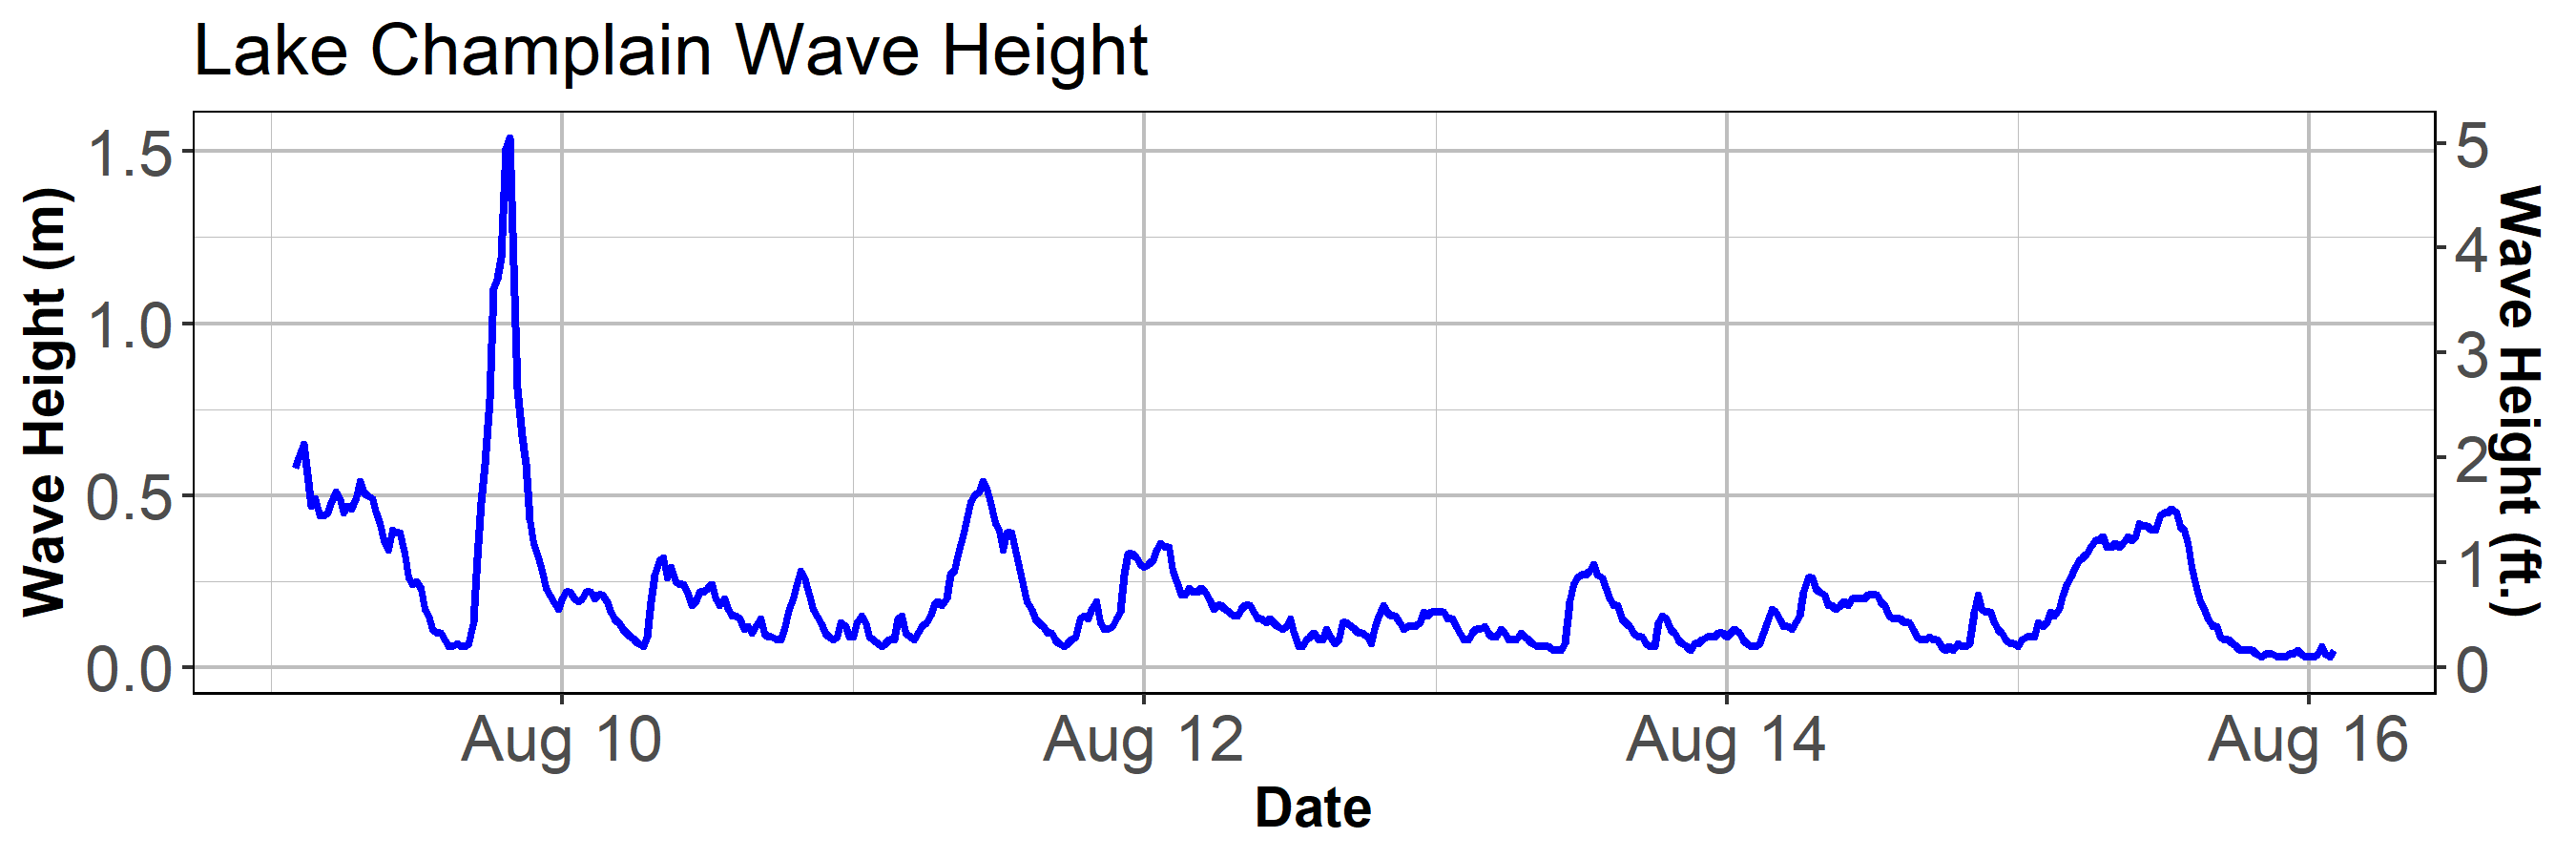 Lake Champlain Wave Height
Wave Height (m)
1.5
1.0
0.5
0.0
5
4
3
2
1
0
Wave Height (ft.)
Aug 10
Aug 12
Aug 14
Aug 16
Date